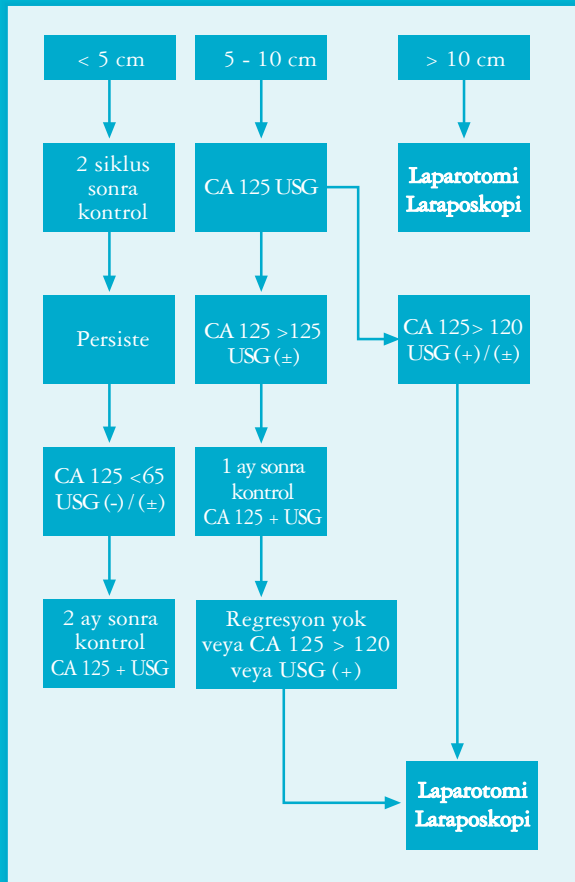 < 5 cm
5 - 10 cm
> 10 cm
2 siklus
sonra
kontrol
CA 125 USG
Laparotomi
Laraposkopi
Persiste
CA 125 >125
USG (±)
CA 125> 120
USG (+)/(±)
CA 125 <65
USG (-)/(±)
1 ay sonra
kontrol
CA 125 + USG
2 ay sonra
kontrol
CA 125 + USG
Regresyon yok
veya CA 125 > 120
veya USG (+)
Laparotomi
Laraposkopi